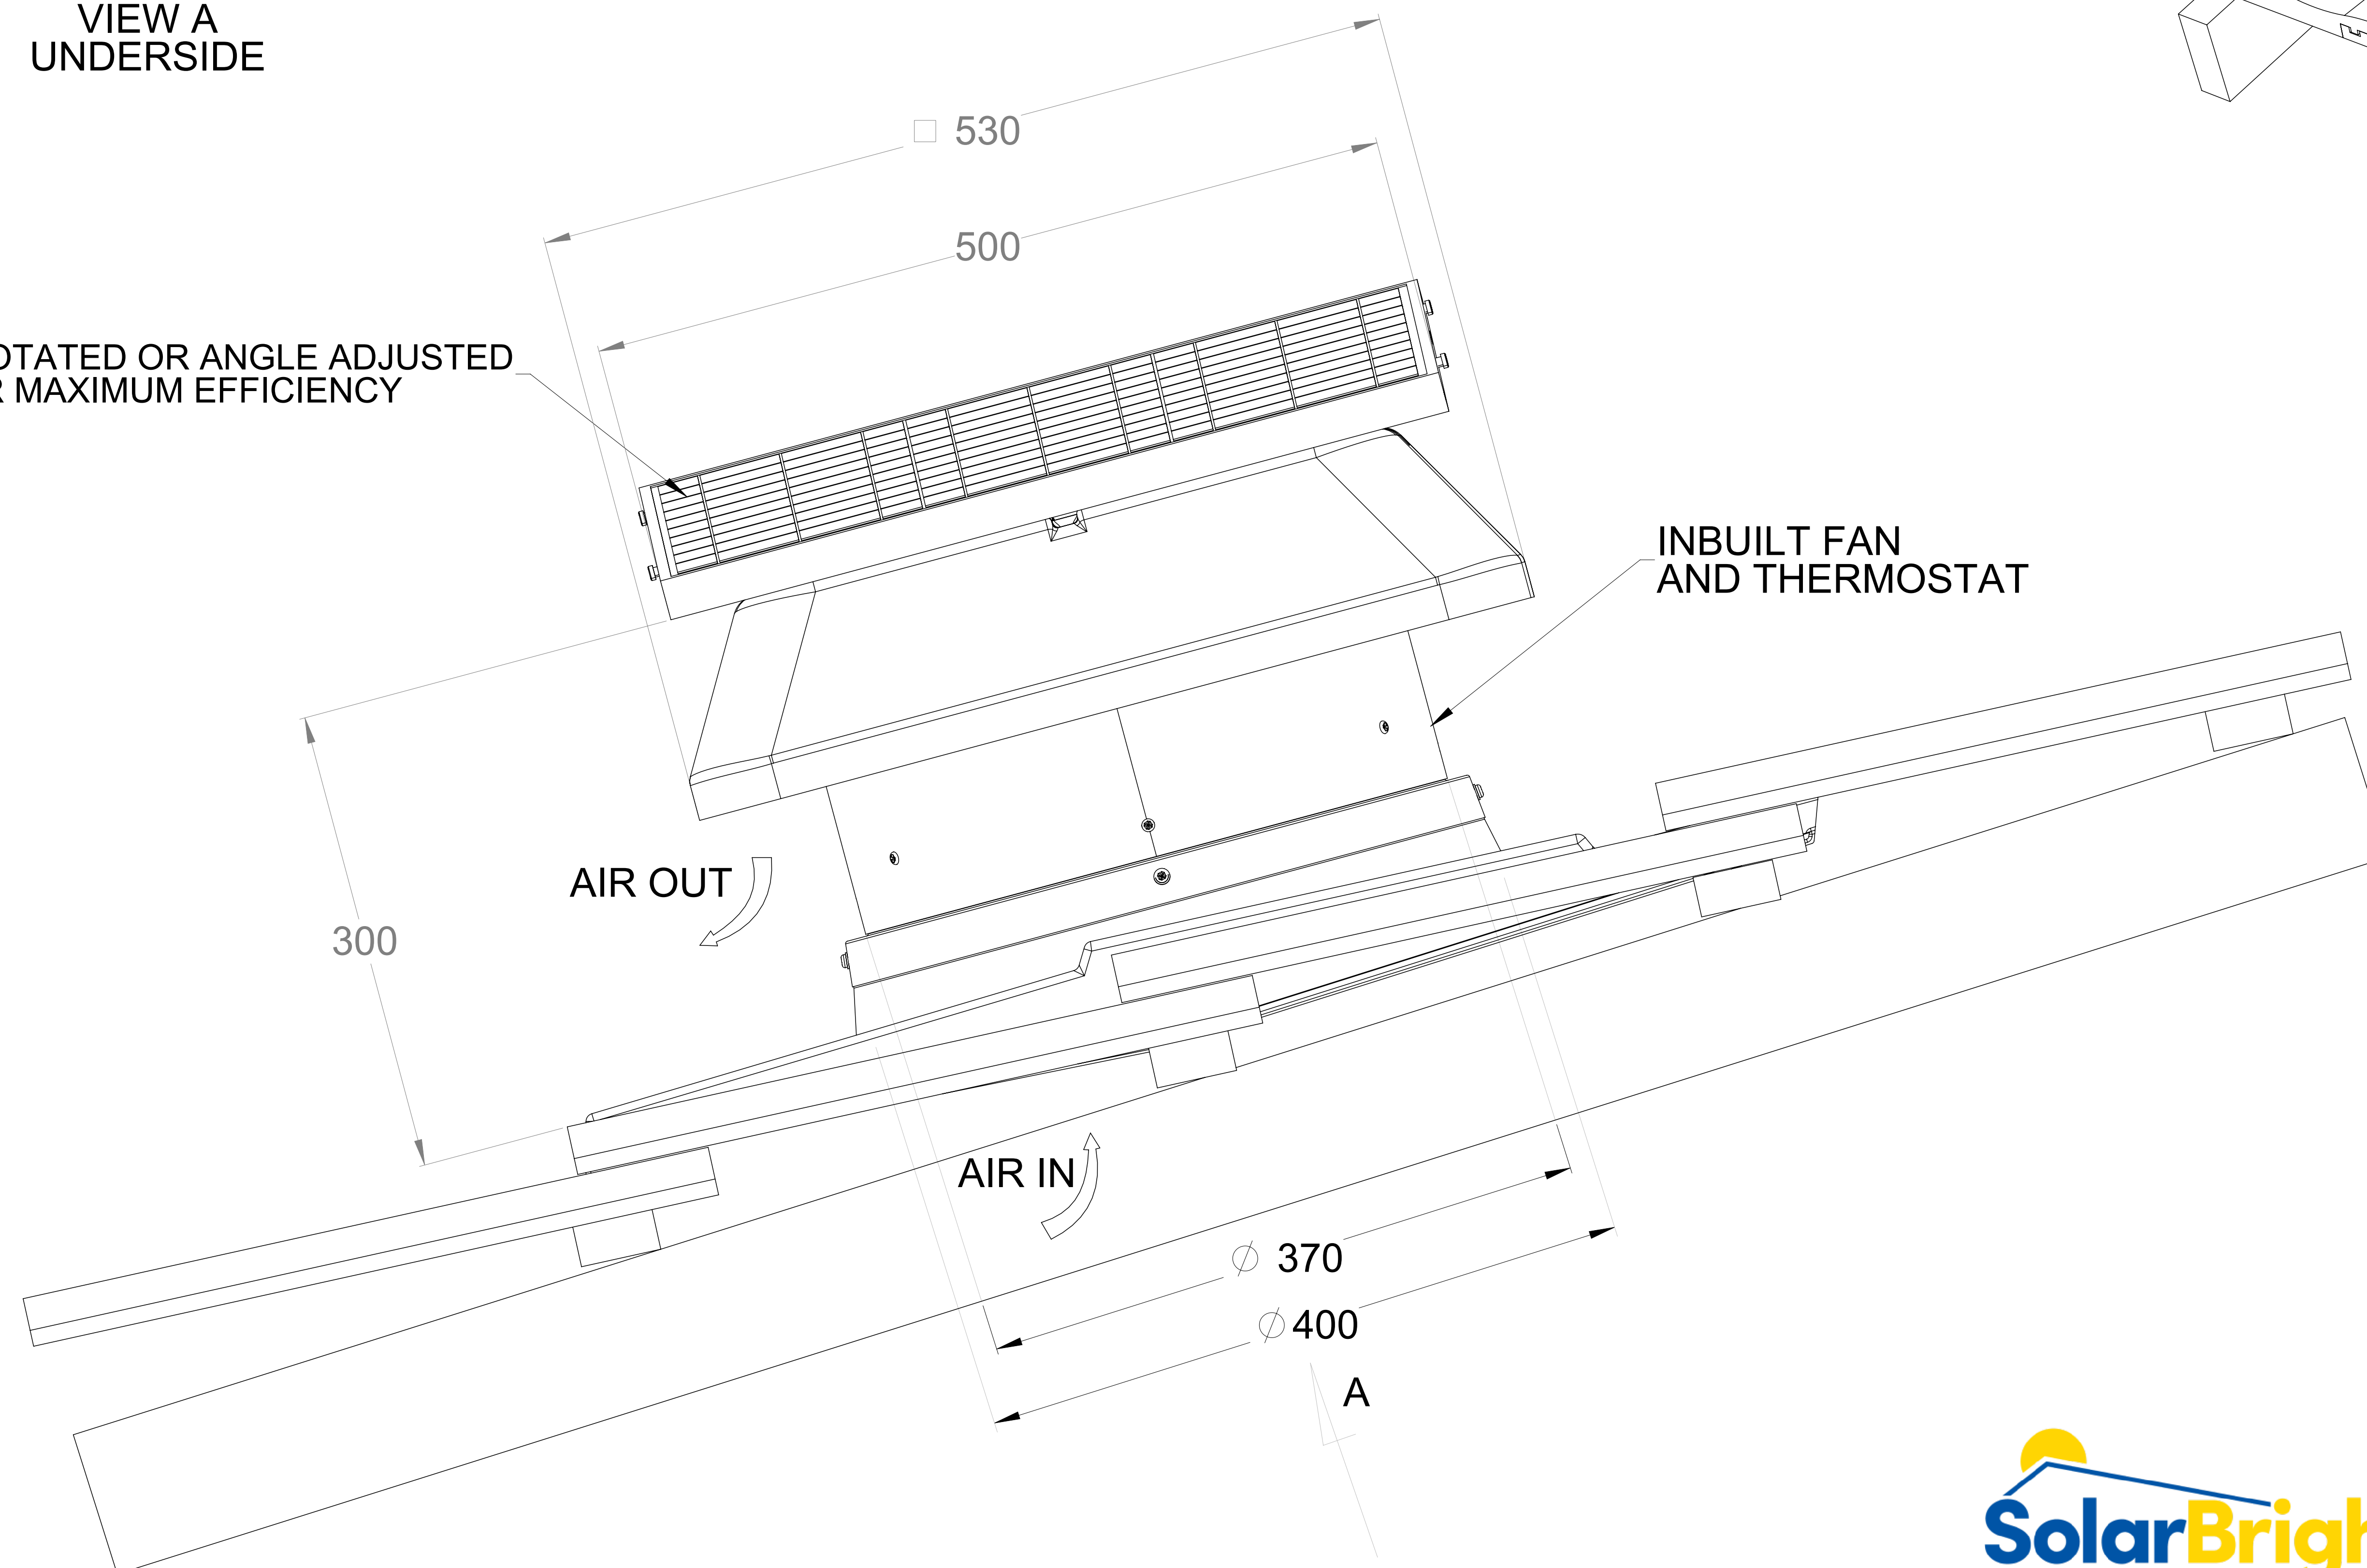 VIEW A
UNDERSIDE
□ 530
500
OTATED OR ANGLE ADJUSTED
R MAXIMUM EFFICIENCY
INBUILT FAN
AND THERMOSTAT
AIR OUT
300
AIR IN
∅ 370
∅ 400
A
SolarBrigh